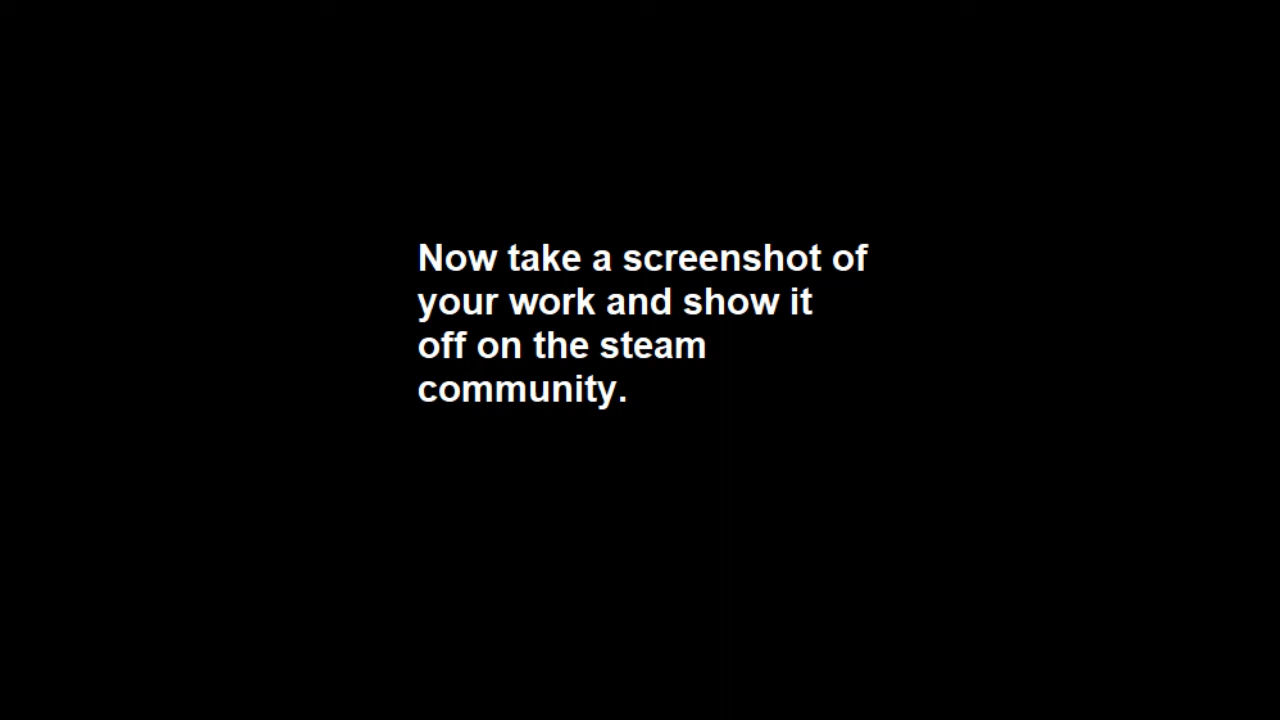 Now take a screenshot of
your work and show it
off on the steam
community.